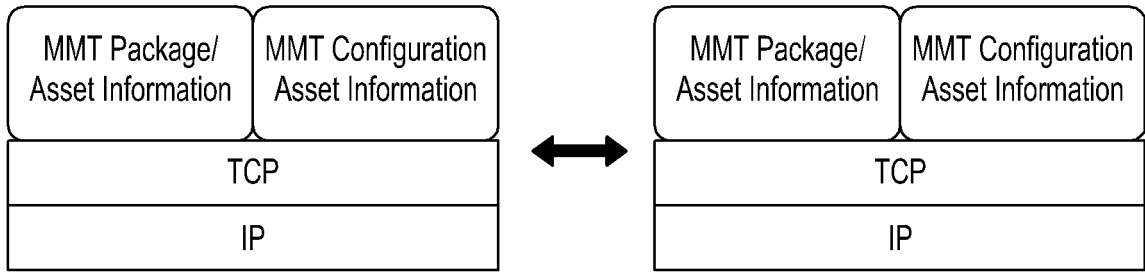 MMT Package/
Asset Information
MMT Configuration
Asset Information
TCP
IP
MMT Package/
Asset Information
MMT Configuration
Asset Information
TCP
IP